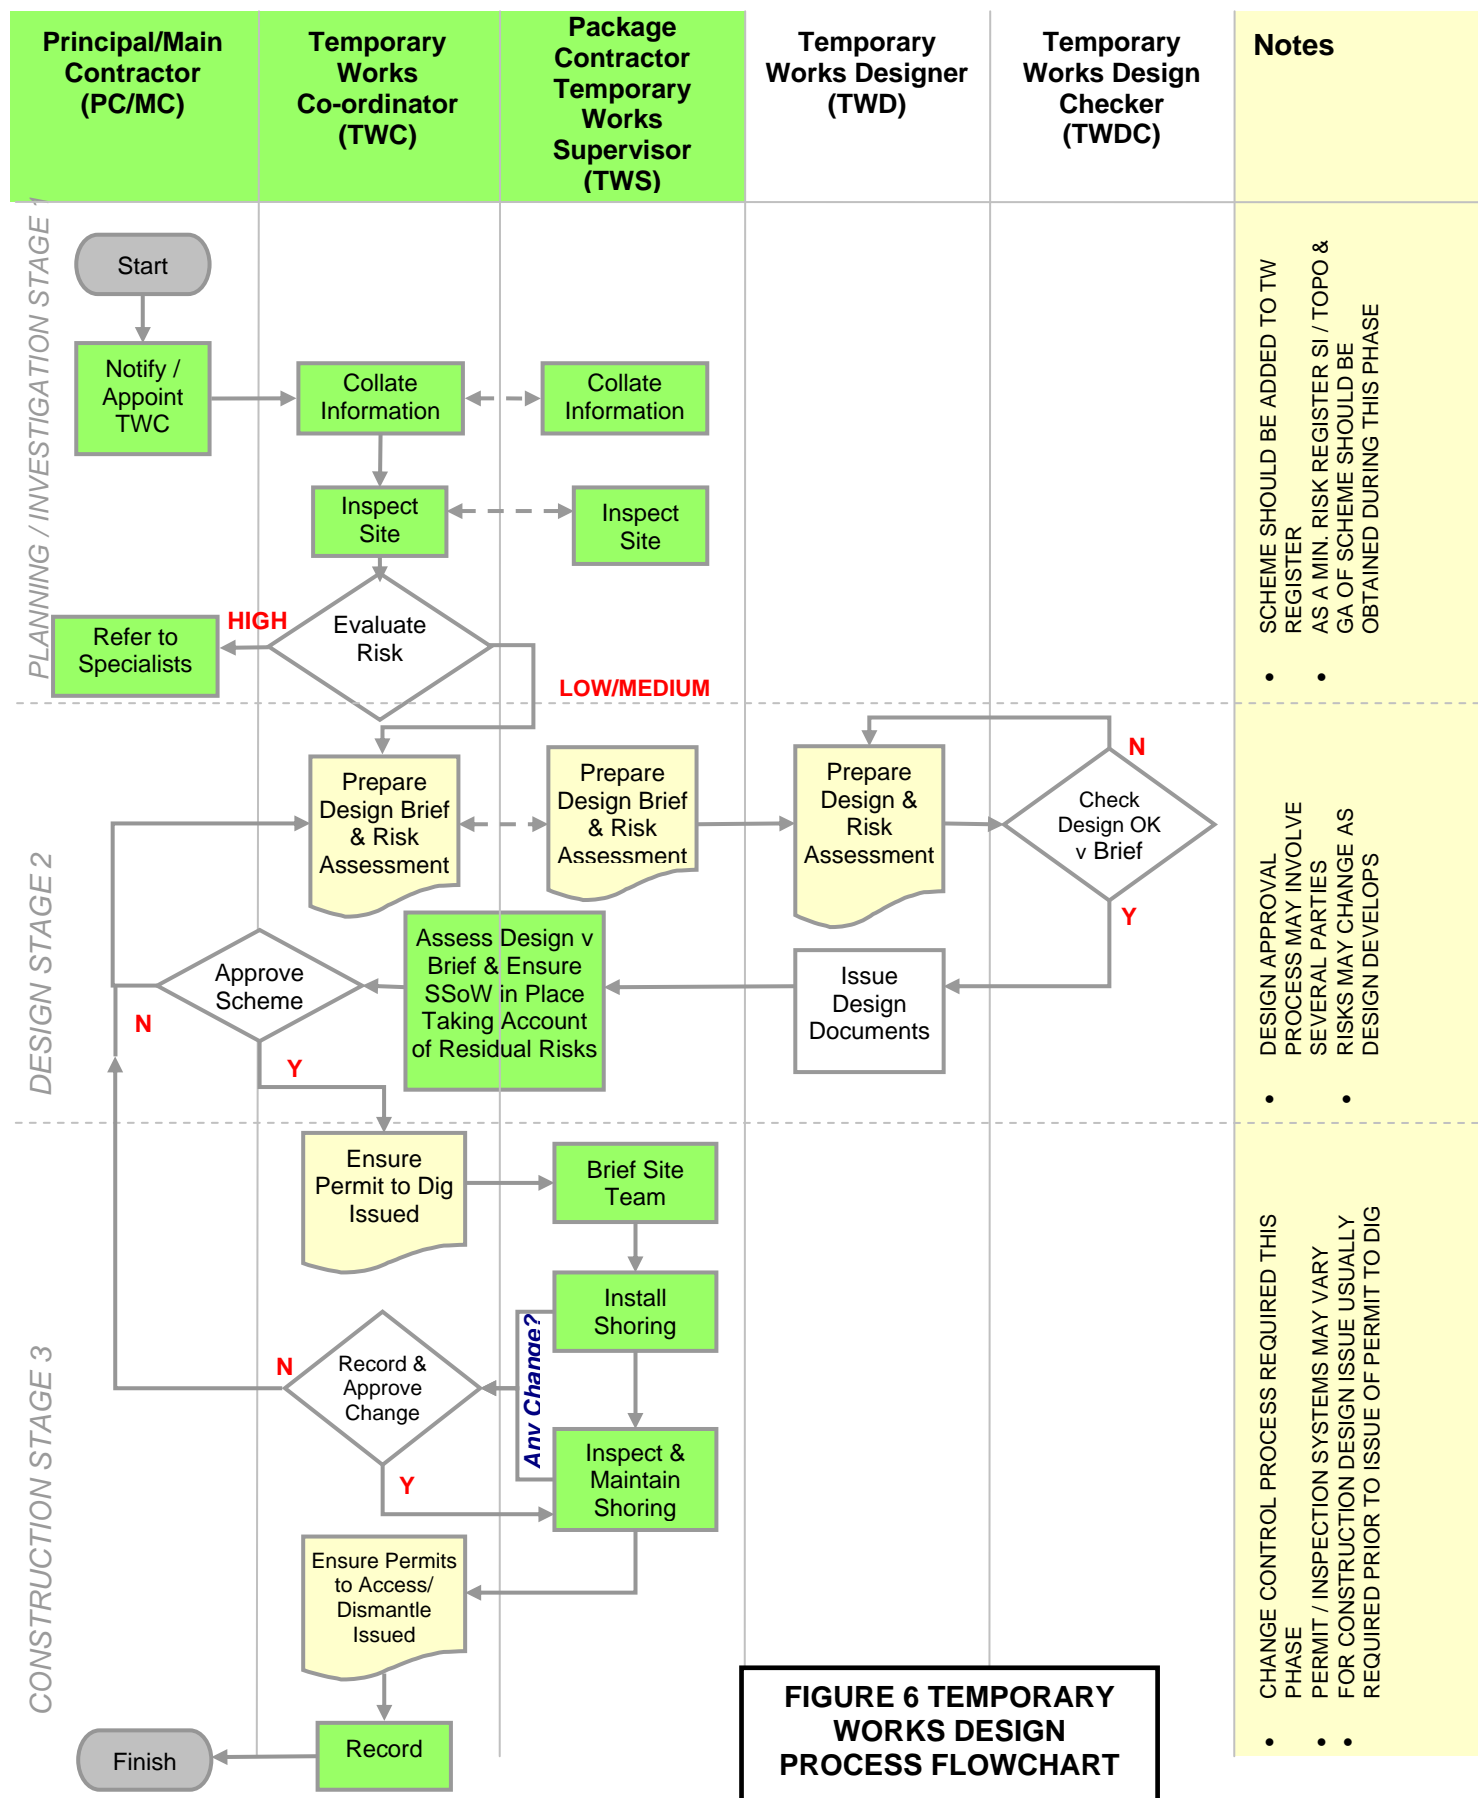 Principal/Main
Contractor
(PC/MC)
Temporary
Works
Co-ordinator
(TWC)
Package
Contractor
Temporary
Works
Supervisor
(TWS)
Temporary
Works Designer
(TWD)
Temporary
Works Design
Checker
(TWDC)
Notes
PLANNING / INVESTIGATION STAGE 1
Start
Notify /
Appoint
TWC
Collate
Information
Collate
Information
Inspect
Site
Inspect
Site
Evaluate
Risk
HIGH
Refer to
Specialists
LOW/MEDIUM
• SCHEME SHOULD BE ADDED TO TW
REGISTER
• AS A MIN. RISK REGISTER SI / TOPO &
GA OF SCHEME SHOULD BE
OBTAINED DURING THIS PHASE
DESIGN STAGE 2
Prepare
Design Brief
& Risk
Assessment
Prepare
Design Brief
& Risk
Assessment
Prepare
Design &
Risk
Assessment
N
Check
Design OK
v Brief
Y
Approve
Scheme
N
Y
Assess Design v
Brief & Ensure
SSoW in Place
Taking Account
of Residual Risks
Issue
Design
Documents
• DESIGN APPROVAL
PROCESS MAY INVOLVE
SEVERAL PARTIES
• RISKS MAY CHANGE AS
DESIGN DEVELOPS
CONSTRUCTION STAGE 3
Ensure
Permit to Dig
Issued
Brief Site
Team
Install
Shoring
Any Change?
N
Record &
Approve
Change
Y
Inspect &
Maintain
Shoring
Ensure Permits
to Access/
Dismantle
Issued
Record
Finish
• CHANGE CONTROL PROCESS REQUIRED THIS
PHASE
• PERMIT / INSPECTION SYSTEMS MAY VARY
• FOR CONSTRUCTION DESIGN ISSUE USUALLY
REQUIRED PRIOR TO ISSUE OF PERMIT TO DIG
FIGURE 6 TEMPORARY
WORKS DESIGN
PROCESS FLOWCHART